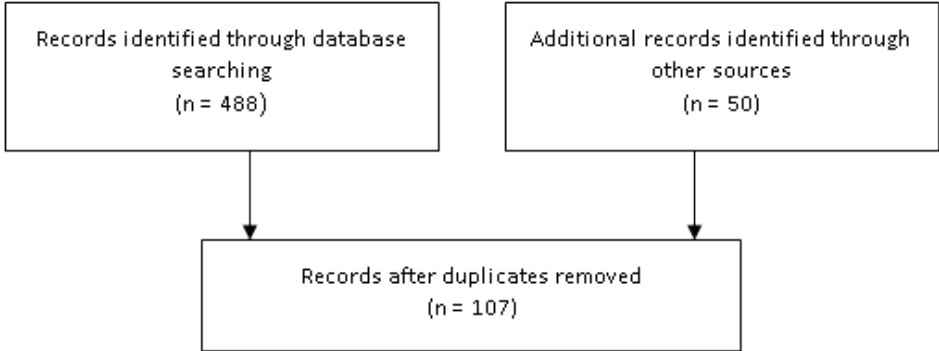 Records identified through database
searching
(n = 488)
Additional records identified through
other sources
(n = 50)
Records after duplicates removed
(n = 107)